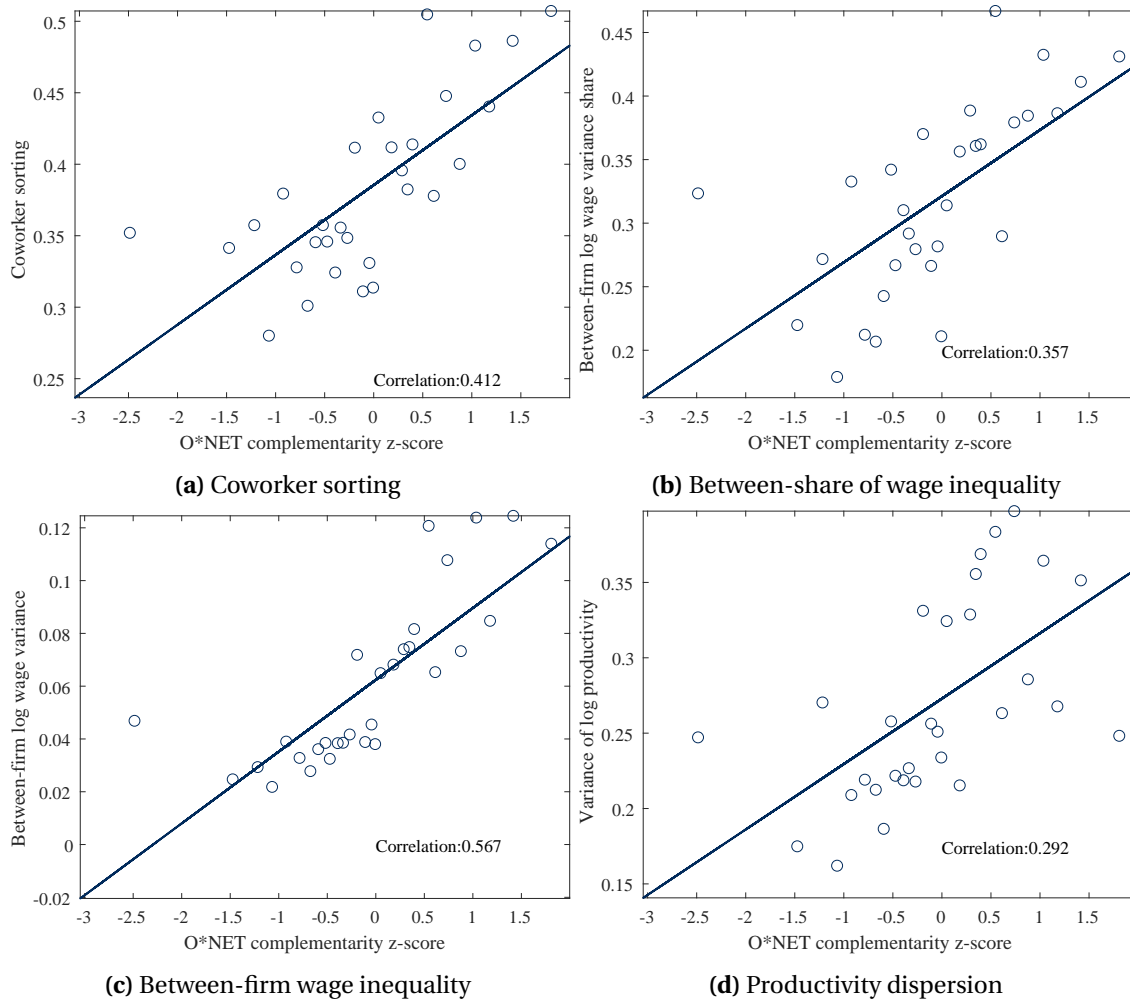 0.5
0.45
0.4
0.35
0.3
0.25
Coworker sorting
Correlation:0.412
-3 -2.5 -2 -1.5 -1 -0.5 0 0.5 1 1.5
O*NET complementarity z-score
(a) Coworker sorting
0.45
0.4
0.35
0.3
0.25
0.2
Between-firm log wage variance share
Correlation:0.357
-3 -2.5 -2 -1.5 -1 -0.5 0 0.5 1 1.5
O*NET complementarity z-score
(b) Between-share of wage inequality
0.12
0.1
0.08
0.06
0.04
0.02
0
-0.02
Between-firm log wage variance
Correlation:0.567
-3 -2.5 -2 -1.5 -1 -0.5 0 0.5 1 1.5
O*NET complementarity z-score
(c) Between-firm wage inequality
0.35
0.3
0.25
0.2
0.15
Variance of log productivity
Correlation:0.292
-3 -2.5 -2 -1.5 -1 -0.5 0 0.5 1 1.5
O*NET complementarity z-score
(d) Productivity dispersion